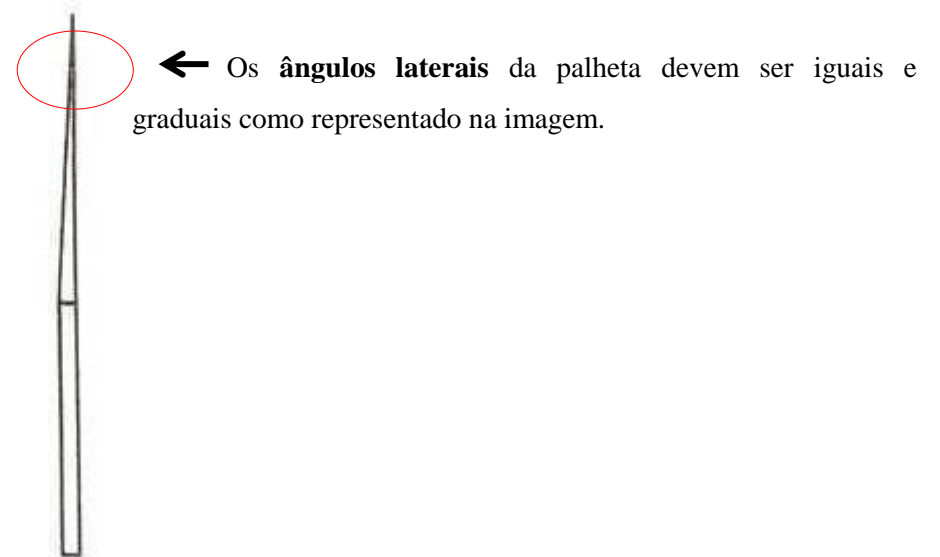 Os ângulos laterais da palheta devem ser iguais e
graduais como representado na imagem.